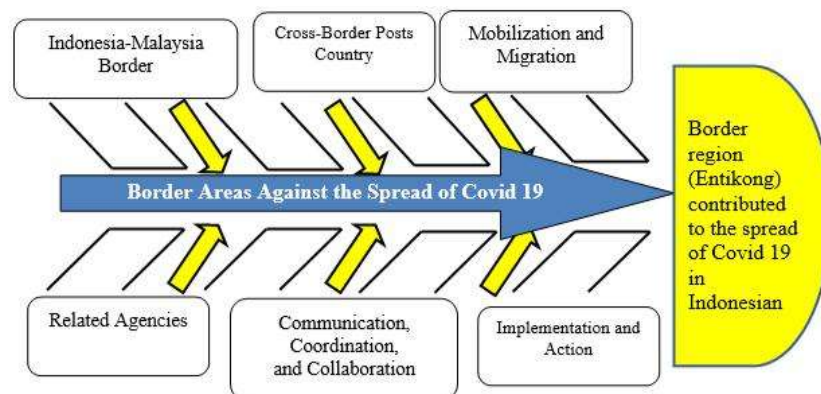 Indonesia-Malaysia
Border
Cross-Border Posts
Country
Mobilization and
Migration
Border Areas Against the Spread of Covid 19
Border
region
(Entikong)
contributed
to the spread
of Covid 19
in
Indonesian
Related Agencies
Communication,
Coordination,
and Collaboration
Implementation and
Action